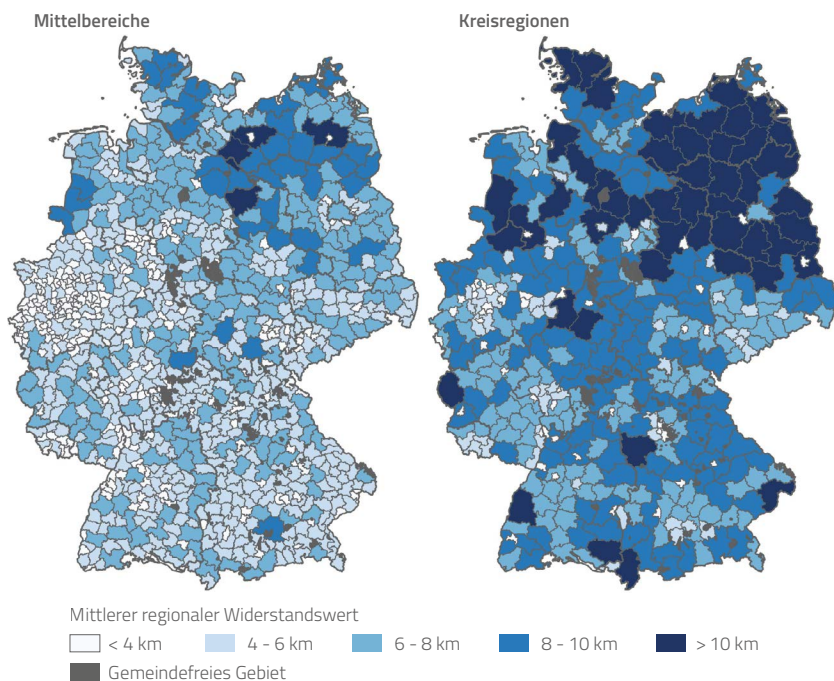 Mittelbereiche
Kreisregionen
Mittlerer regionaler Widerstandswert
< 4 km
4 - 6 km
6 - 8 km
8 - 10 km
> 10 km
Gemeindefreies Gebiet